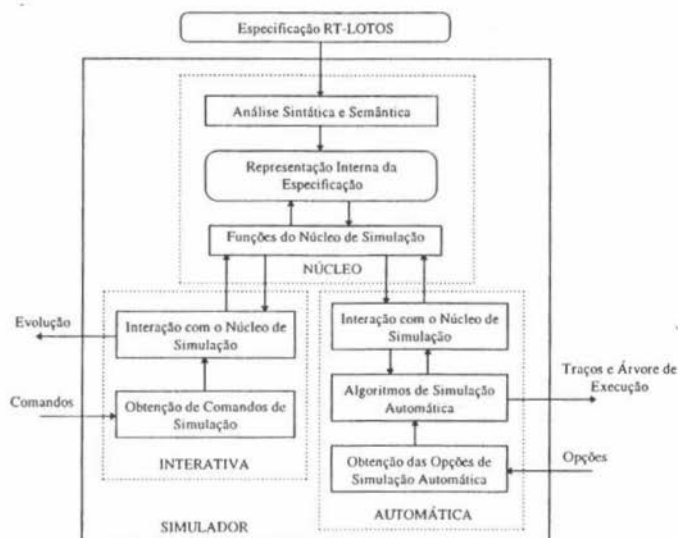 Especificação RT-LOTOS
Análise Sintática e Semântica
Representação Interna da
Especificação
Funções do Núcleo de Simulação
NÚCLEO
Evolução
Interação com o Núcleo de
Simulação
Comandos
Obtenção de Comandos de
Simulação
INTERATIVA
Interação com o Núcleo de
Simulação
Algoritmos de Simulação
Automática
Traços e Árvore de
Execução
Obtenção das Opções de
Simulação Automática
Opções
AUTOMÁTICA
SIMULADOR